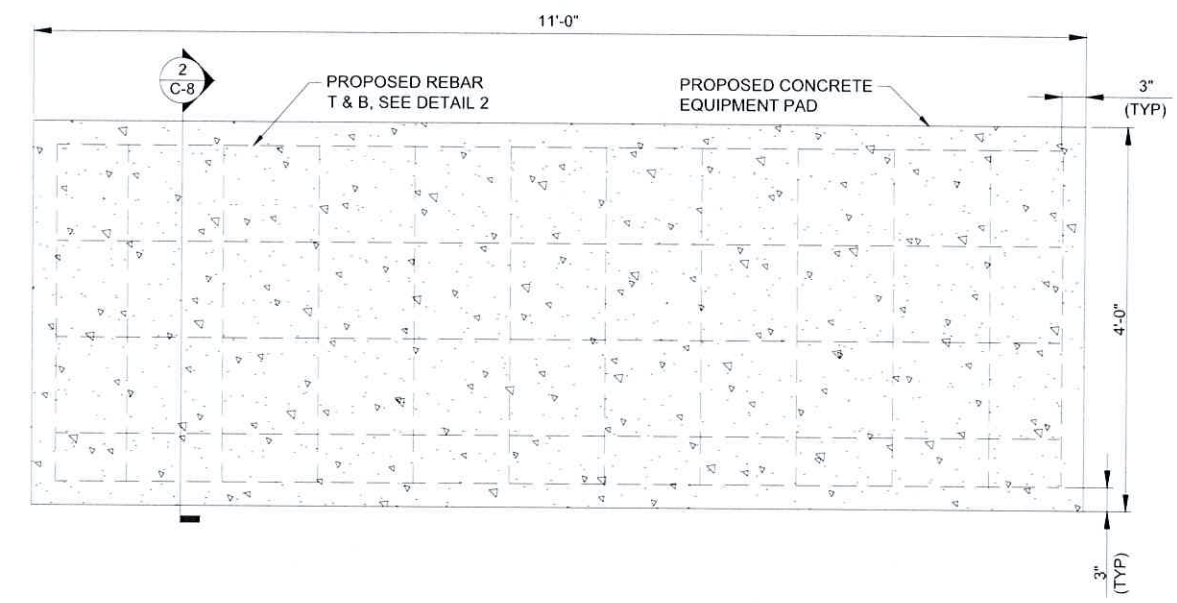 11'-0"
2
C-8
PROPOSED REBAR
T & B, SEE DETAIL 2
PROPOSED CONCRETE
EQUIPMENT PAD
3"
(TYP)
4'-0"
3"
(TYP)